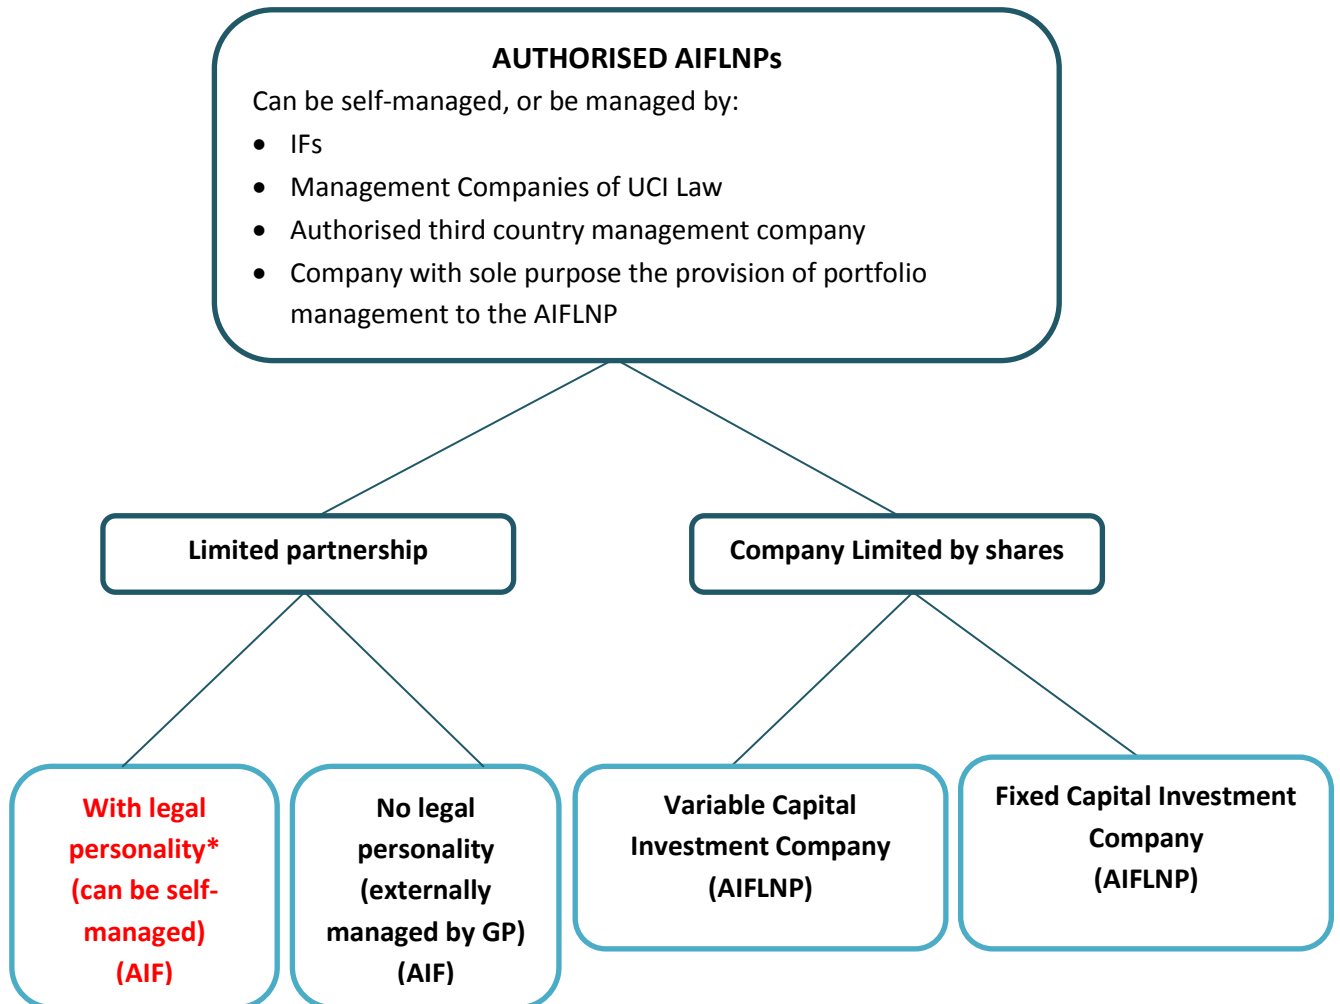 AUTHORISED AIFLNPs
Can be self-managed, or be managed by:
• IFs
• Management Companies of UCI Law
• Authorised third country management company
• Company with sole purpose the provision of portfolio
management to the AIFLNP
Limited partnership
Company Limited by shares
With legal
personality*
(can be self-
managed)
(AIF)
No legal
personality
(externally
managed by GP)
(AIF)
Variable Capital
Investment Company
(AIFLNP)
Fixed Capital Investment
Company
(AIFLNP)